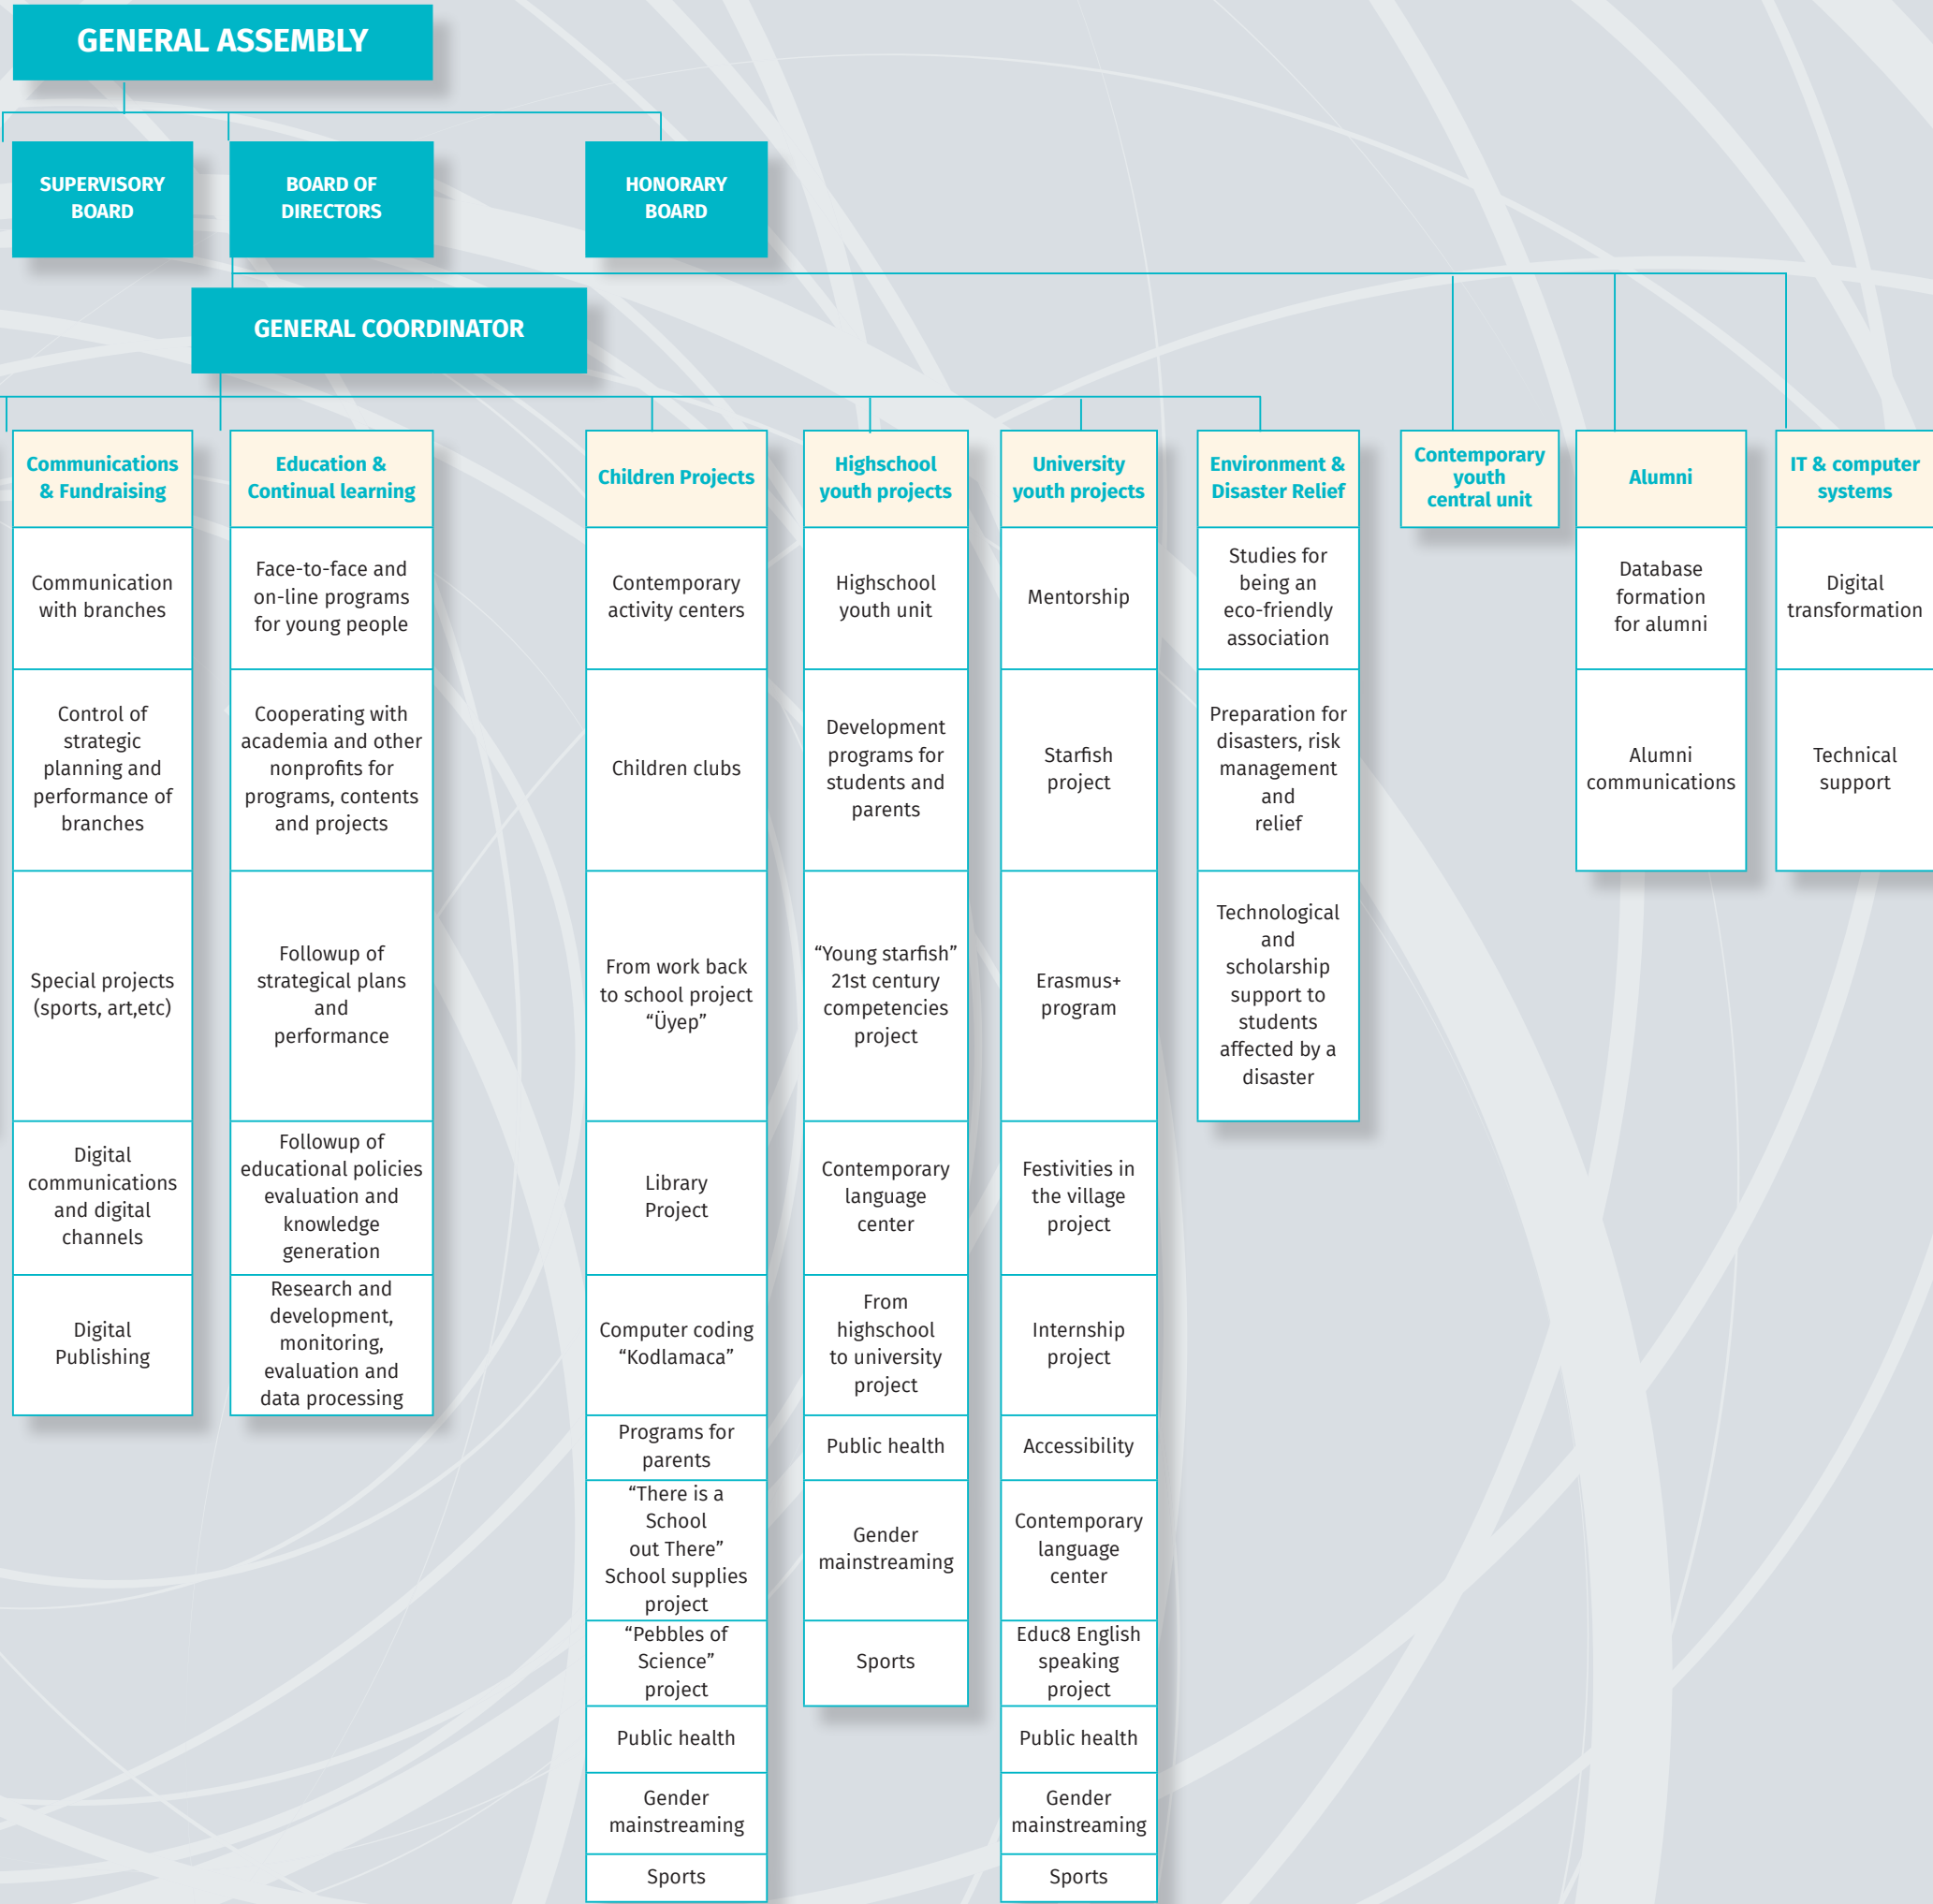 GENERAL ASSEMBLY
SUPERVISORY
BOARD
BOARD OF
DIRECTORS
HONORARY
BOARD
GENERAL COORDINATOR
Communications
& Fundraising
Communication
with branches
Control of
strategic
planning and
performance of
branches
Special projects
(sports, art,etc)
Digital
communications
and digital
channels
Digital
Publishing
Education &
Continual learning
Face-to-face and
on-line programs
for young people
Cooperating with
academia and other
nonprofits for
programs, contents
and projects
Followup of
strategical plans
and
performance
Followup of
educational policies
evaluation and
knowledge
generation
Research and
development,
monitoring,
evaluation and
data processing
Children Projects
Contemporary
activity centers
Children clubs
From work back
to school project
“Üyep”
Library
Project
Computer coding
“Kodlamaca”
Programs for
parents
“There is a
School
out There”
School supplies
project
“Pebbles of
Science”
project
Public health
Gender
mainstreaming
Sports
Highschool
youth projects
Highschool
youth unit
Development
programs for
students and
parents
“Young starfish”
21st century
competencies
project
Contemporary
language
center
From
highschool
to university
project
Public health
Gender
mainstreaming
Sports
University
youth projects
Mentorship
Starfish
project
Erasmus+
program
Festivities in
the village
project
Internship
project
Accessibility
Contemporary
language
center
Educ8 English
speaking
project
Public health
Gender
mainstreaming
Sports
Environment &
Disaster Relief
Studies for
being an
eco-friendly
association
Preparation for
disasters, risk
management
and
relief
Technological
and
scholarship
support to
students
affected by a
disaster
Contemporary
youth
central unit
Alumni
Database
formation
for alumni
Alumni
communications
IT & computer
systems
Digital
transformation
Technical
support